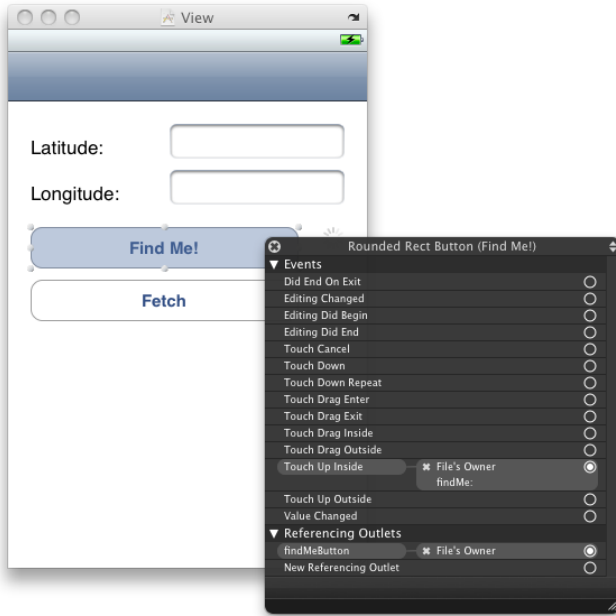 View
Latitude:
Longitude:
Find Me!
Fetch
Rounded Rect Button (Find Me!)
Events
Did End On Exit
Editing Changed
Editing Did Begin
Editing Did End
Touch Cancel
Touch Down
Touch Down Repeat
Touch Drag Enter
Touch Drag Exit
Touch Drag Inside
Touch Drag Outside
Touch Up Inside File's Owner
findMe:
Touch Up Outside
Value Changed
Referencing Outlets
findMeButton File's Owner
New Referencing Outlet